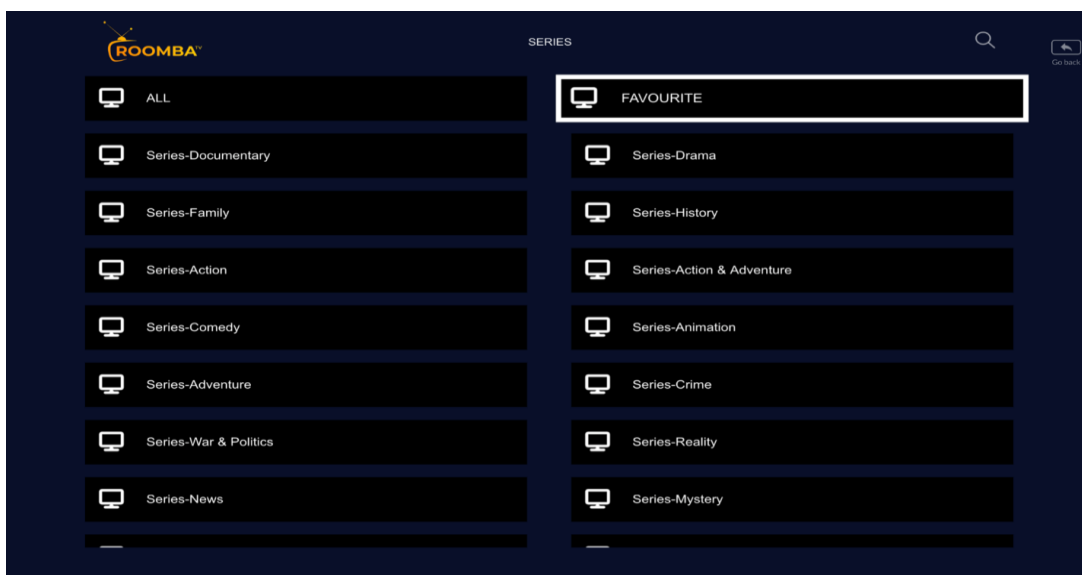 ROOMBA TV
SERIES
Go back
ALL
FAVOURITE
Series-Documentary
Series-Drama
Series-Family
Series-History
Series-Action
Series-Action & Adventure
Series-Comedy
Series-Animation
Series-Adventure
Series-Crime
Series-War & Politics
Series-Reality
Series-News
Series-Mystery